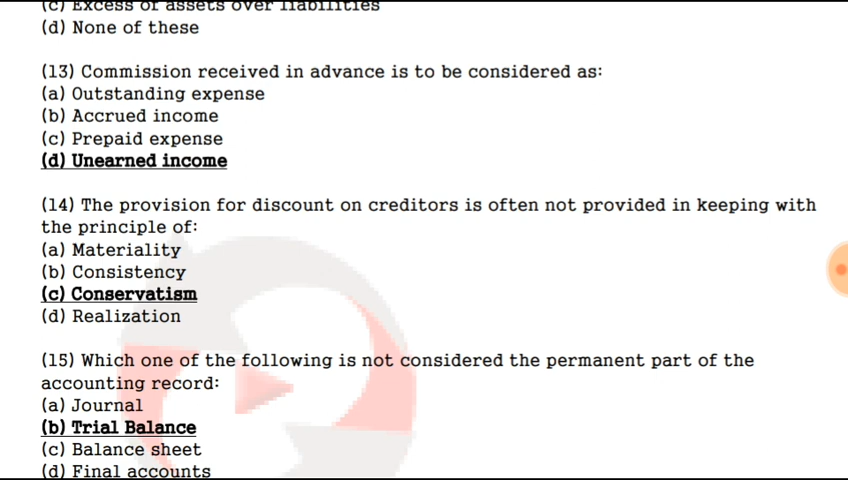 (c) Excess of assets over liabilities
(d) None of these
(13) Commission received in advance is to be considered as:
(a) Outstanding expense
(b) Accrued income
(c) Prepaid expense
(d) Unearned income
(14) The provision for discount on creditors is often not provided in keeping with
the principle of:
(a) Materiality
(b) Consistency
(c) Conservatism
(d) Realization
(15) Which one of the following is not considered the permanent part of the
accounting record:
(a) Journal
(b) Trial Balance
(c) Balance sheet
(d) Final accounts